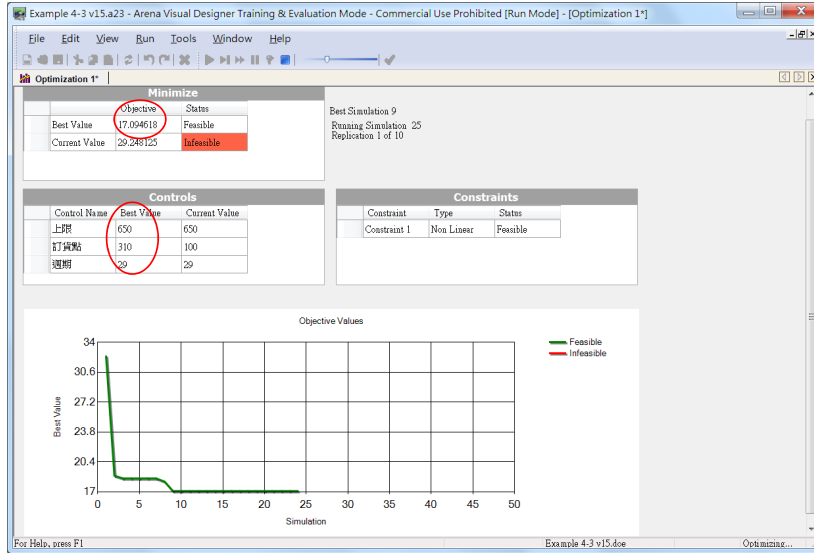 Example 4-3 v15.a23 - Arena Visual Designer Training & Evaluation Mode - Commercial Use Prohibited [Run Mode] - [Optimization 1*]
File Edit View Run Tools Window Help
Optimization 1*
Minimize
Objective Status
Best Value 17.094618 Feasible
Current Value 29.248125 Infeasible
Best Simulation 9
Running Simulation 25
Replication 1 of 10
Controls
Control Name Best Value Current Value
上限 650 650
訂貨點 310 100
週期 29 29
Constraints
Constraint Type Status
Constraint 1 Non Linear Feasible
Objective Values
Feasible
Infeasible
Best Value
34
30.6
27.2
23.8
20.4
17
0 5 10 15 20 25 30 35 40 45 50
Simulation
For Help, press F1 Example 4-3 v15.doe Optimizing...